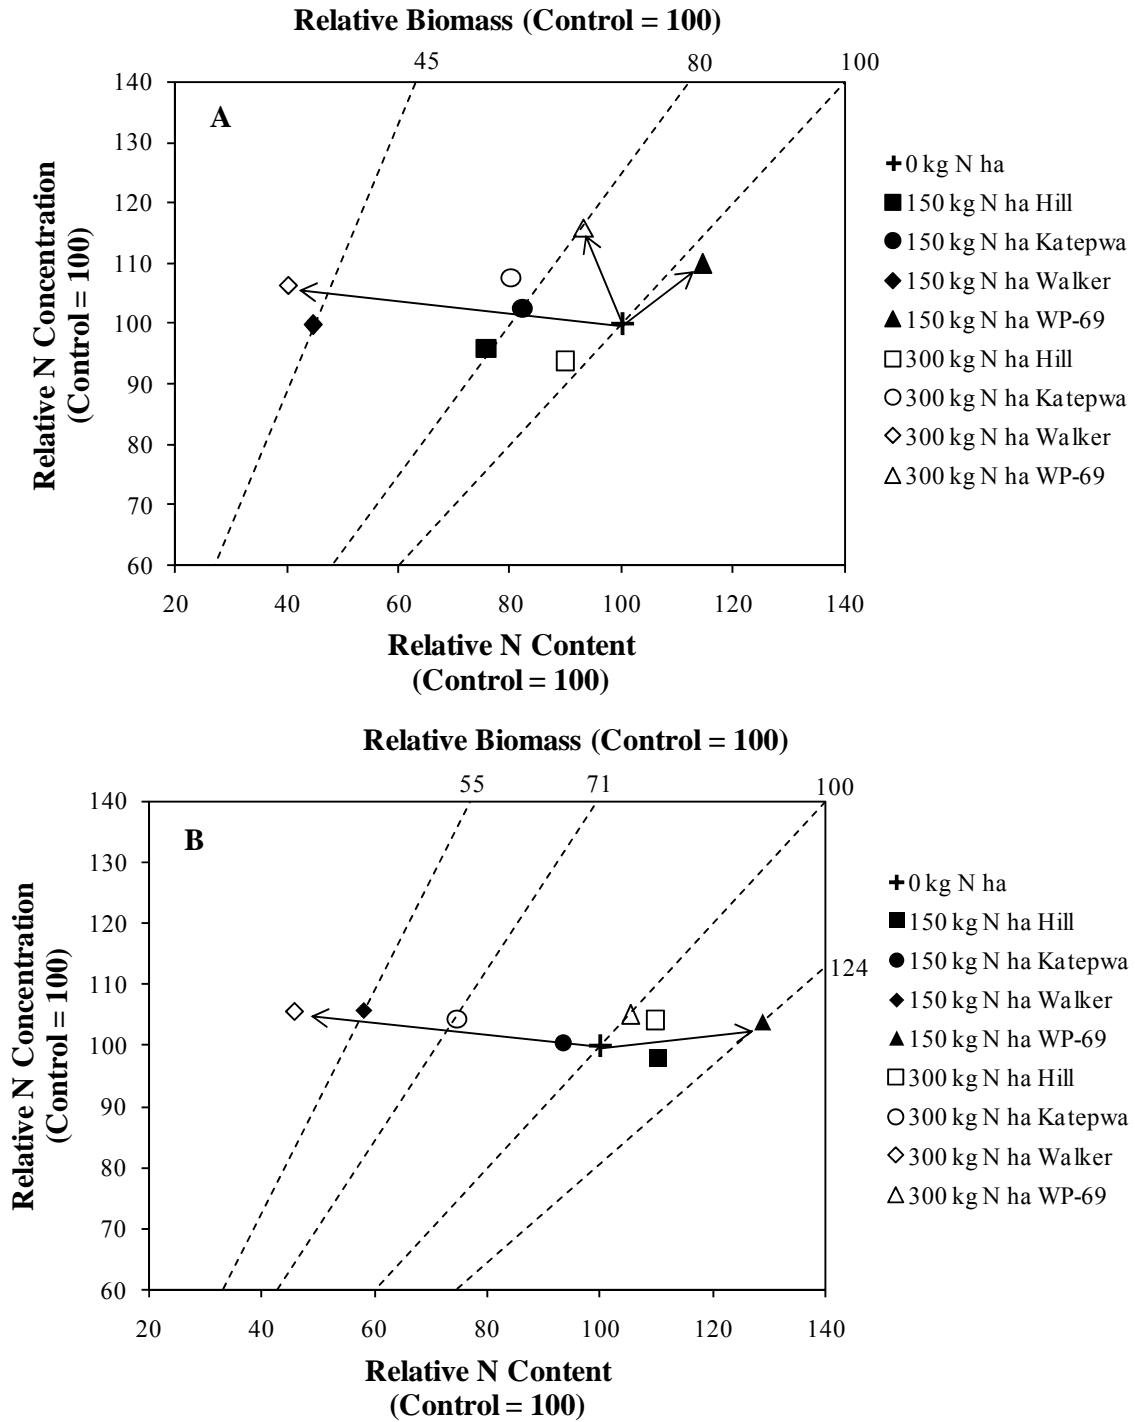 Relative Biomass (Control = 100)
45 80 100
A
140
130
120
110
100
90
80
70
60
Relative N Concentration
(Control = 100)
20 40 60 80 100 120 140
Relative N Content
(Control = 100)
0 kg N ha
150 kg N ha Hill
150 kg N ha Katepwa
150 kg N ha Walker
150 kg N ha WP-69
300 kg N ha Hill
300 kg N ha Katepwa
300 kg N ha Walker
300 kg N ha WP-69
Relative Biomass (Control = 100)
55 71 100
124
B
140
130
120
110
100
90
80
70
60
Relative N Concentration
(Control = 100)
20 40 60 80 100 120 140
Relative N Content
(Control = 100)
0 kg N ha
150 kg N ha Hill
150 kg N ha Katepwa
150 kg N ha Walker
150 kg N ha WP-69
300 kg N ha Hill
300 kg N ha Katepwa
300 kg N ha Walker
300 kg N ha WP-69